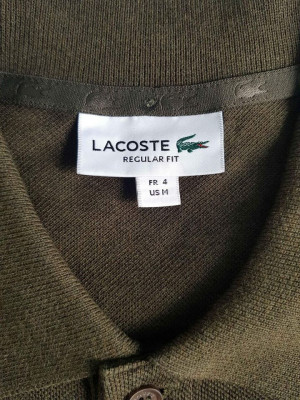 LACOSTE
REGULAR FIT
FR 4
US M